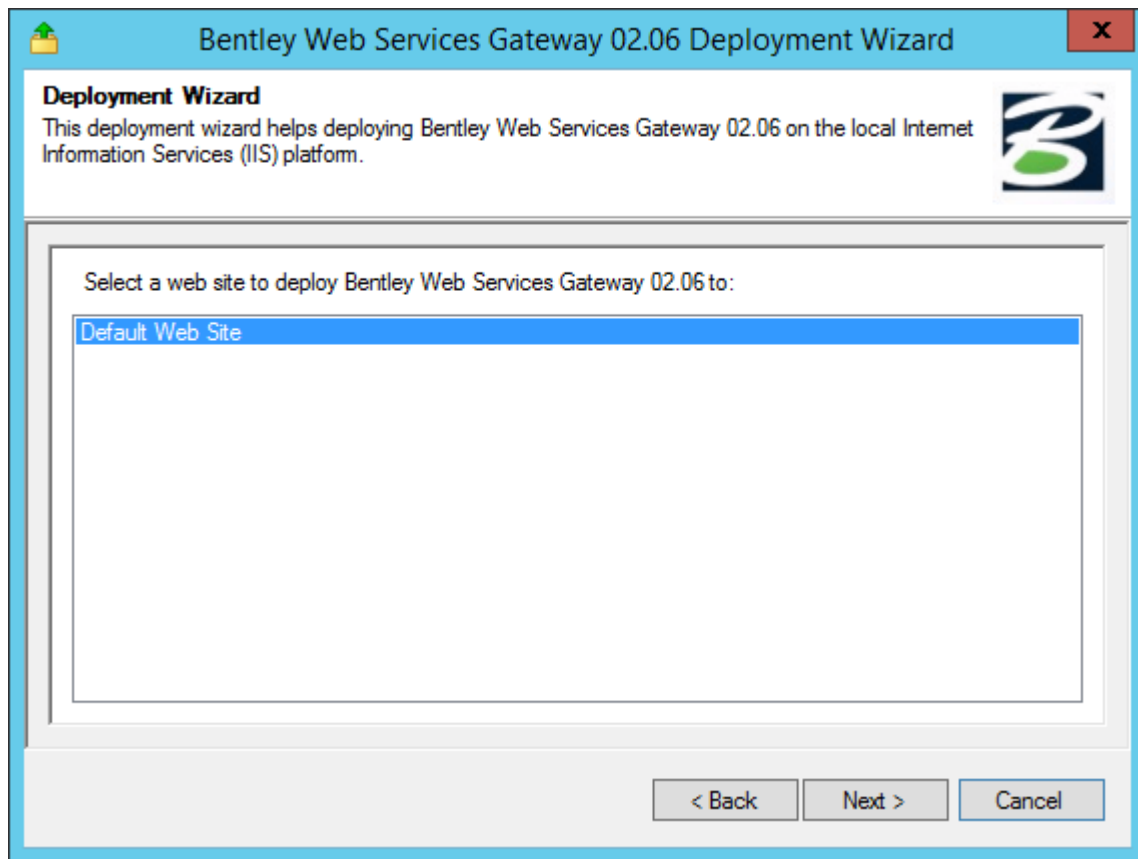 Bentley Web Services Gateway 02.06 Deployment Wizard
x
Deployment Wizard
This deployment wizard helps deploying Bentley Web Services Gateway 02.06 on the local Internet
Information Services (IIS) platform.
B
Select a web site to deploy Bentley Web Services Gateway 02.06 to:
Default Web Site
< Back
Next >
Cancel